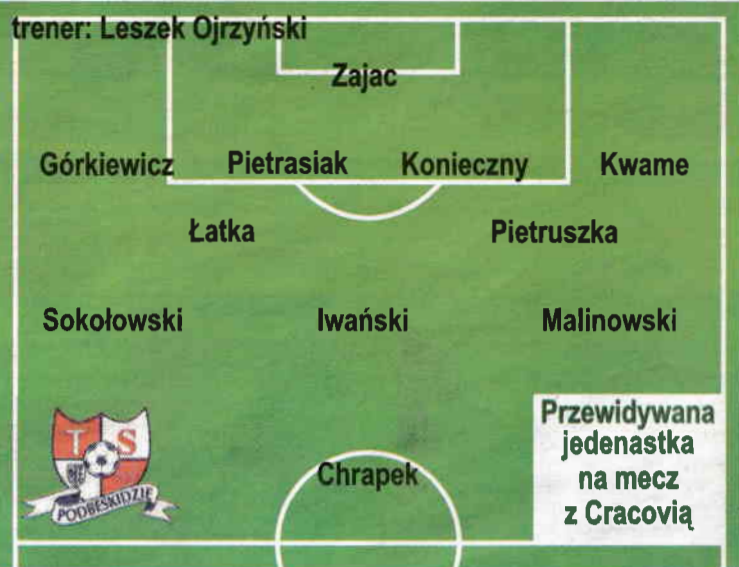 trener: Leszek Ojrzyński
Zajac
Górkiewicz Pietrasiak Konieczny Kwame
Łatka Pietruszka
Sokołowski Iwański Malinowski
Chrapek
T S
PODBESKIDZIE
Przewidywana
jedenastka
na mecz
z Cracovią